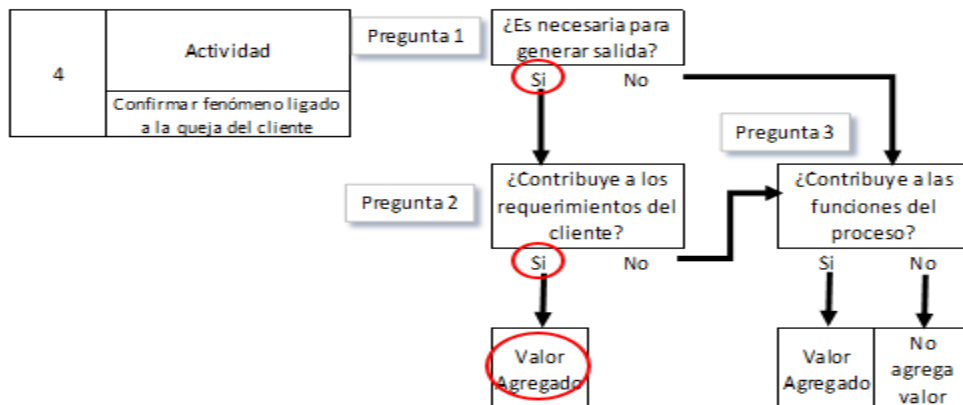 4
Actividad
Confirmar fenómeno ligado
a la queja del cliente
Pregunta 1
¿Es necesaria para
generar salida?
Si No
Pregunta 3
Pregunta 2
¿Contribuye a los
requerimientos del
cliente?
Si No
¿Contribuye a las
funciones del
proceso?
Si No
Valor
Agregado
Valor
Agregado
No
agrega
valor